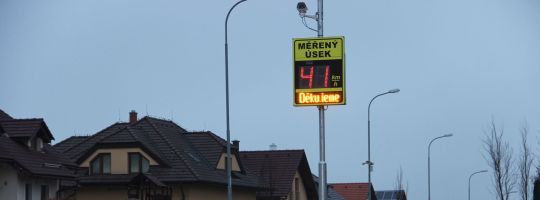 MĚŘENÝ
ÚSEK
41 km
h
Děkujeme